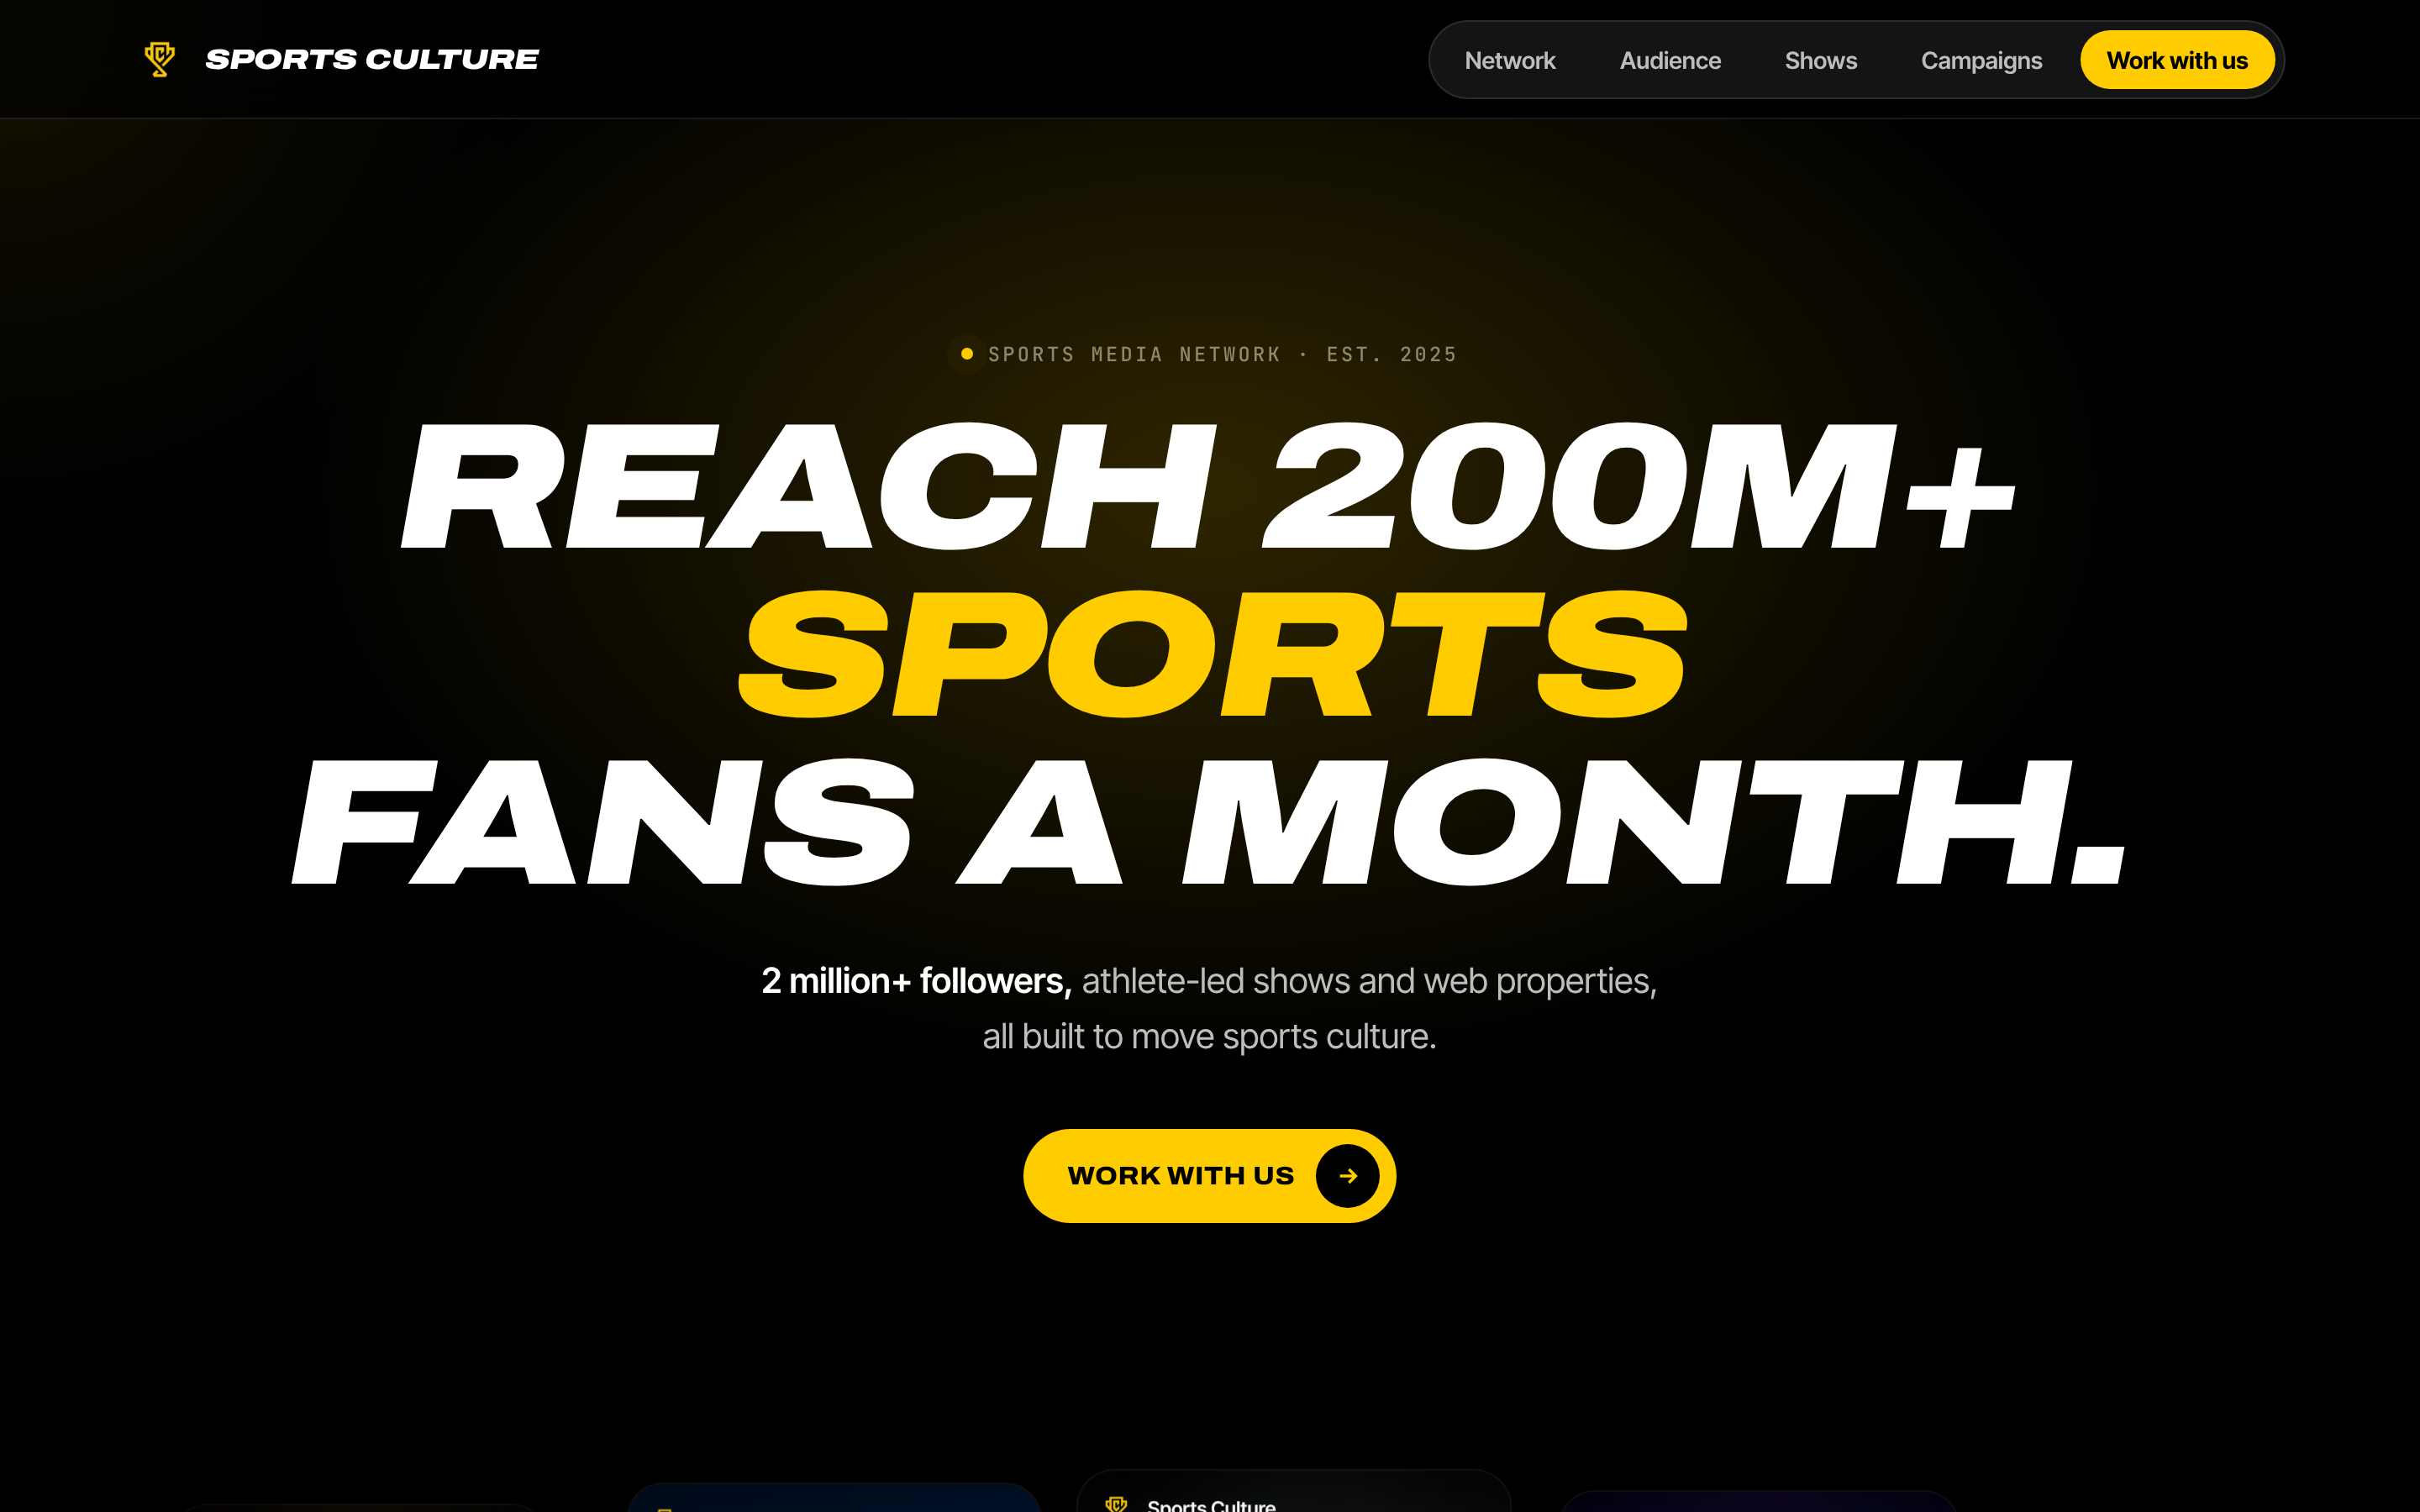 SPORTS CULTURE
Network
Audience
Shows
Campaigns
Work with us
SPORTS MEDIA NETWORK · EST. 2025
REACH 200M+
SPORTS
FANS A MONTH.
2 million+ followers, athlete-led shows and web properties,
all built to move sports culture.
WORK WITH US
Sports Culture